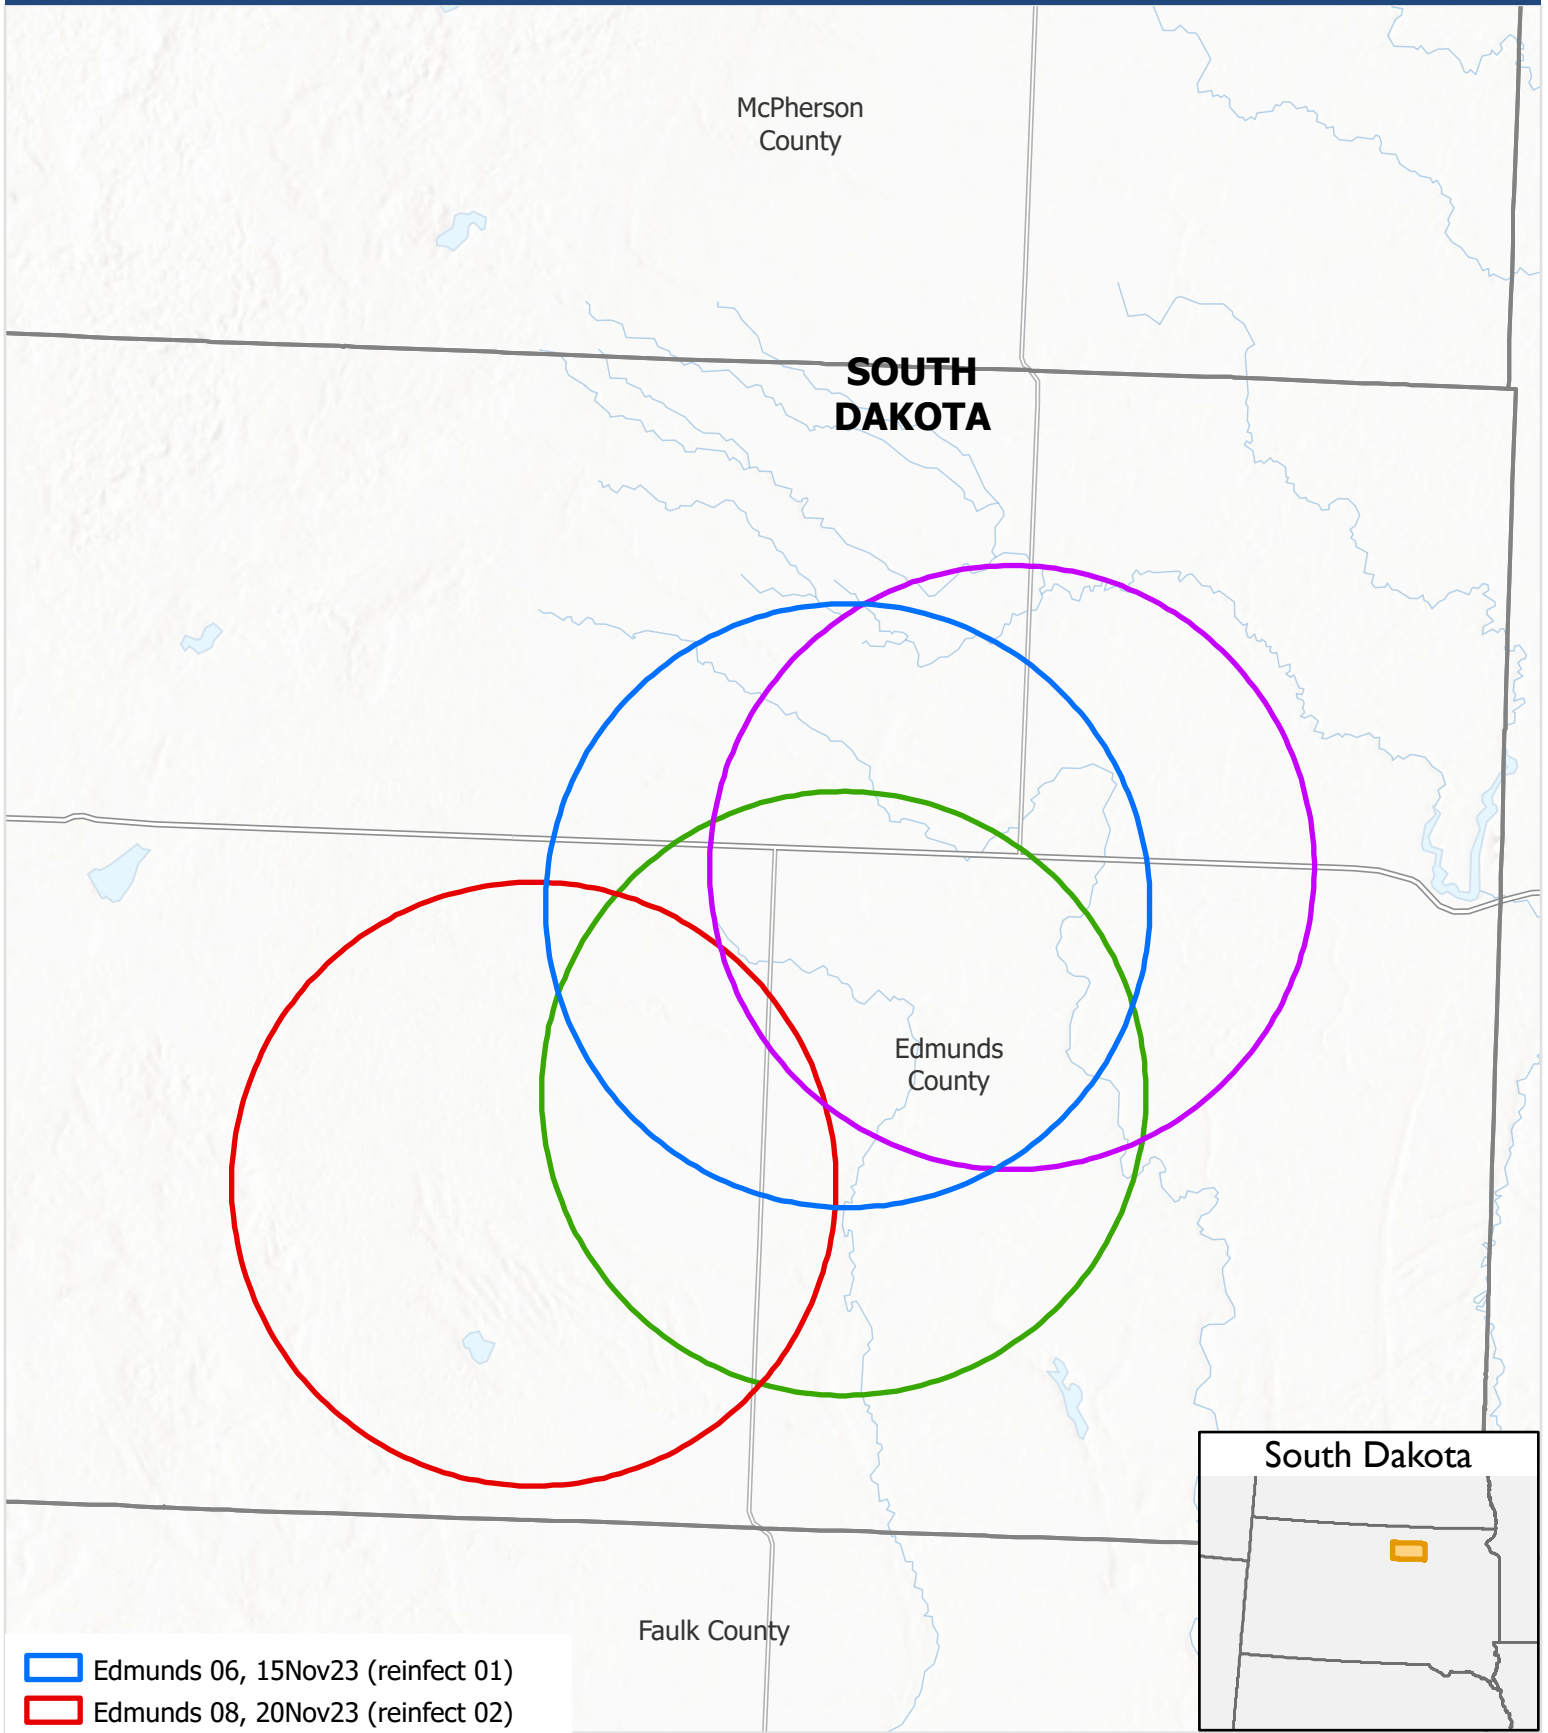 McPherson
County
SOUTH
DAKOTA
Edmunds
County
South Dakota
Faulk County
Edmunds 06, 15Nov23 (reinfect 01)
Edmunds 08, 20Nov23 (reinfect 02)